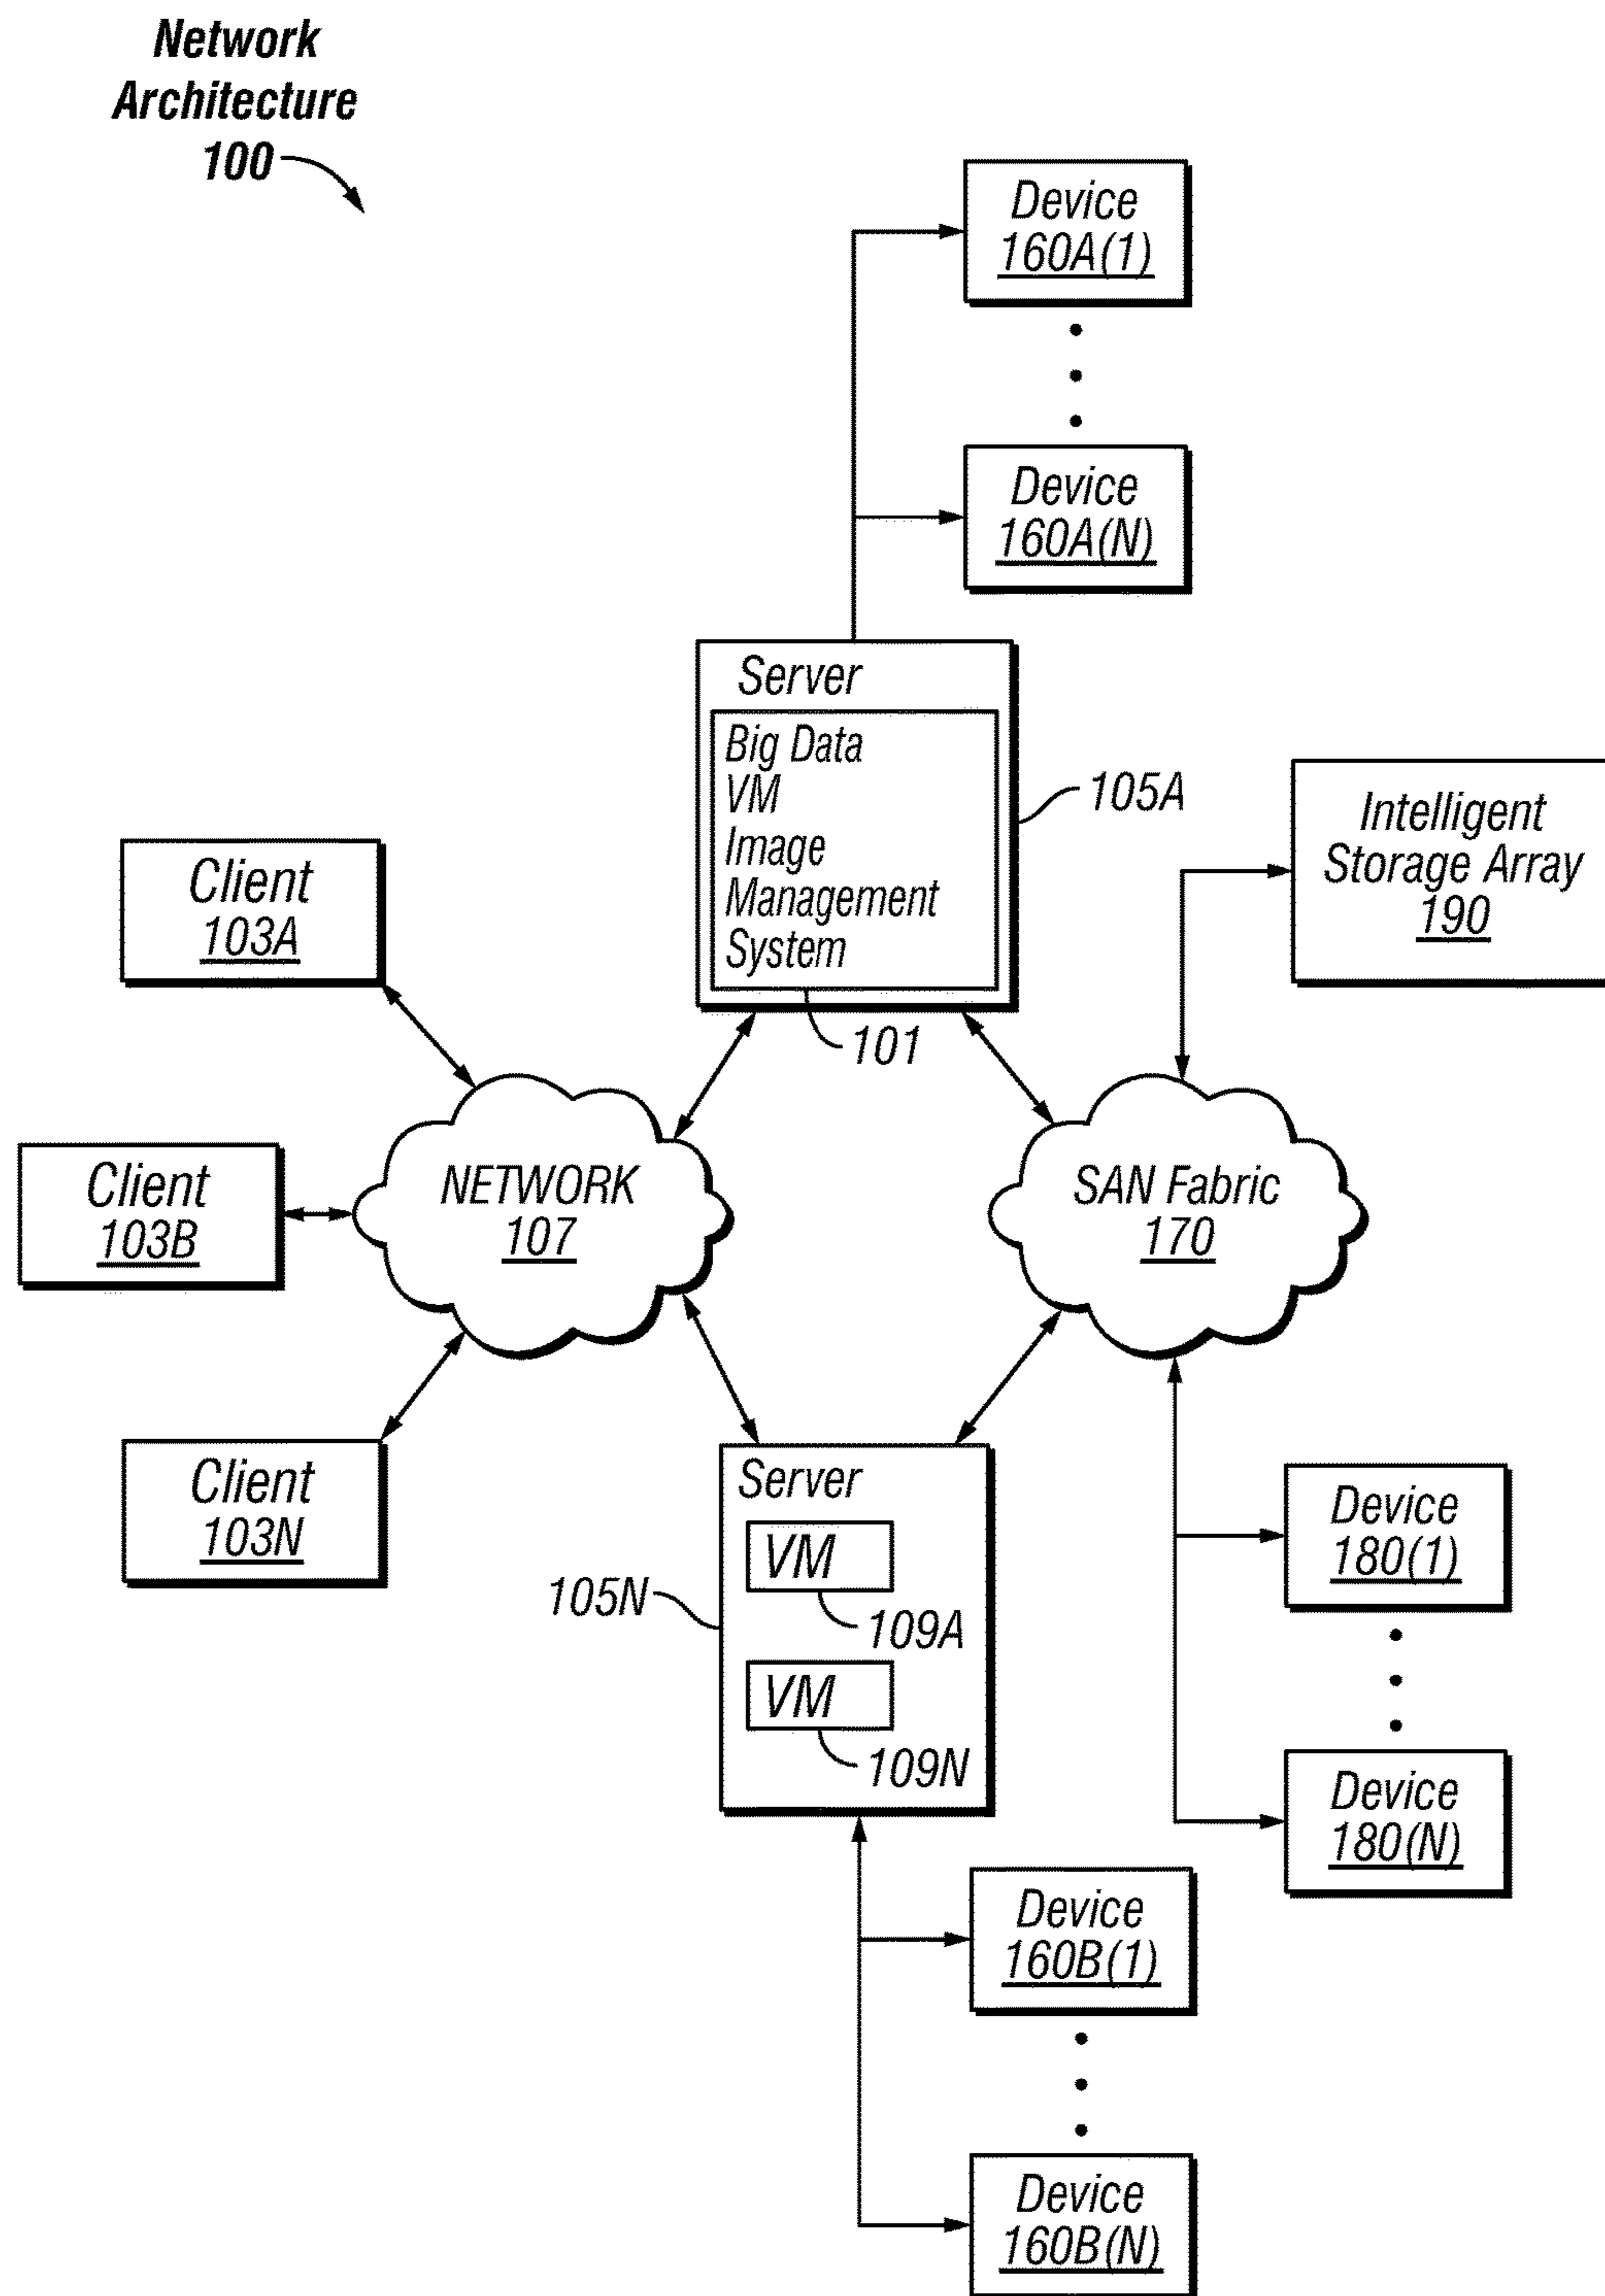 Network
Architecture
100
Device
160A(1)
Device
160A(N)
Server
Big Data
VM
Image
Management
System
105A
101
Intelligent
Storage Array
190
Client
103A
Client
103B
Client
103N
NETWORK
107
SAN Fabric
170
Server
VM
109A
VM
109N
105N
Device
180(1)
Device
180(N)
Device
160B(1)
Device
160B(N)